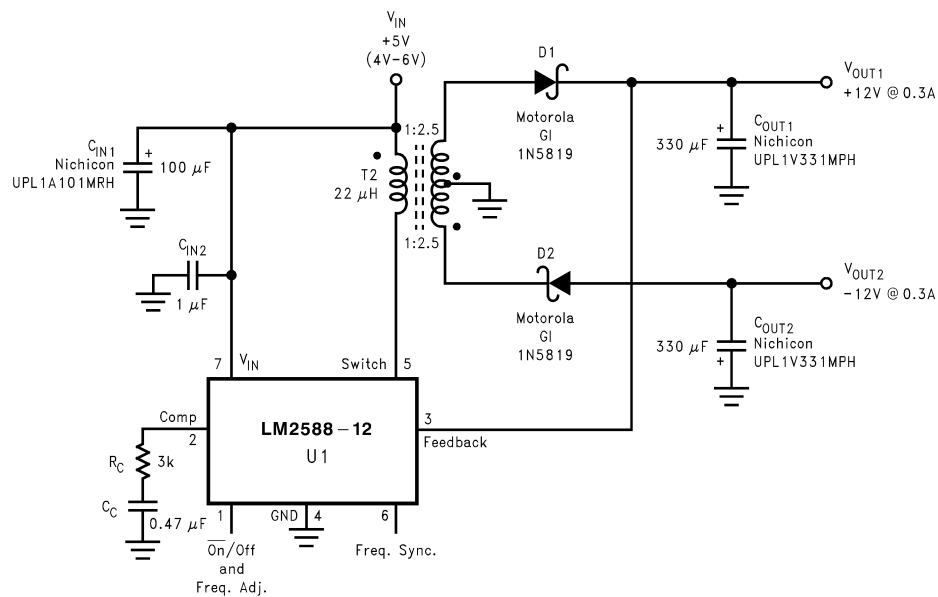 V_IN
+5V
(4V–6V)
C_IN1
Nichicon
UPL1A101MRH
+
100 μF
C_IN2
1 μF
1:2.5
T2
22 μH
1:2.5
D1
Motorola
GI
1N5819
V_OUT1
+12V @ 0.3A
+
330 μF
C_OUT1
Nichicon
UPL1V331MPH
D2
Motorola
GI
1N5819
V_OUT2
–12V @ 0.3A
330 μF
+
C_OUT2
Nichicon
UPL1V331MPH
7
V_IN
Switch
5
Comp
2
LM2588–12
U1
3
Feedback
R_C
3k
C_C
0.47 μF
1
GND
4
6
On/Off
and
Freq. Adj.
Freq. Sync.